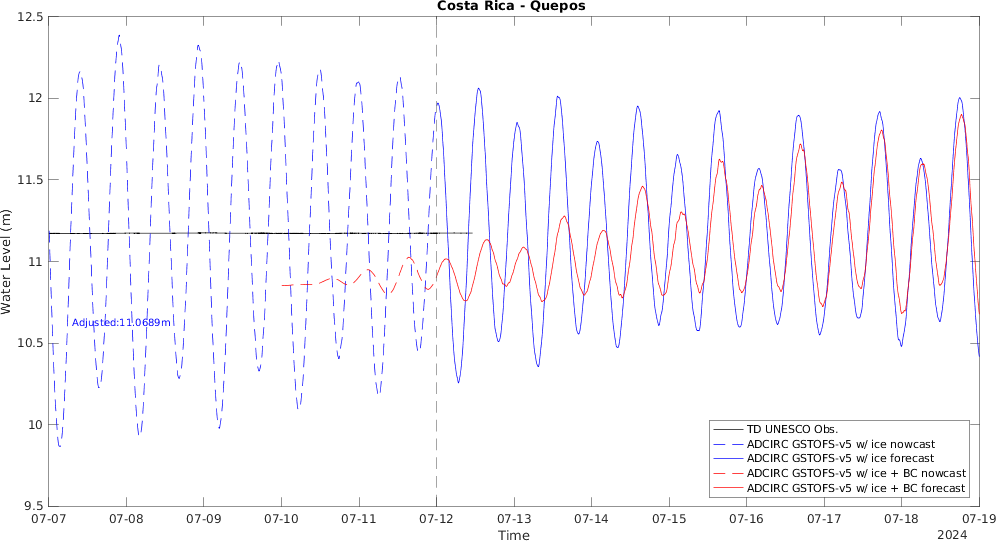 Costa Rica - Quepos
12.5
12
11.5
11
10.5
10
9.5
Water Level (m)
Adjusted:11.0689m
TD UNESCO Obs.
ADCIRC GSTOFS-v5 w/ ice nowcast
ADCIRC GSTOFS-v5 w/ ice forecast
ADCIRC GSTOFS-v5 w/ ice + BC nowcast
ADCIRC GSTOFS-v5 w/ ice + BC forecast
07-07 07-08 07-09 07-10 07-11 07-12 07-13 07-14 07-15 07-16 07-17 07-18 07-19
Time
2024